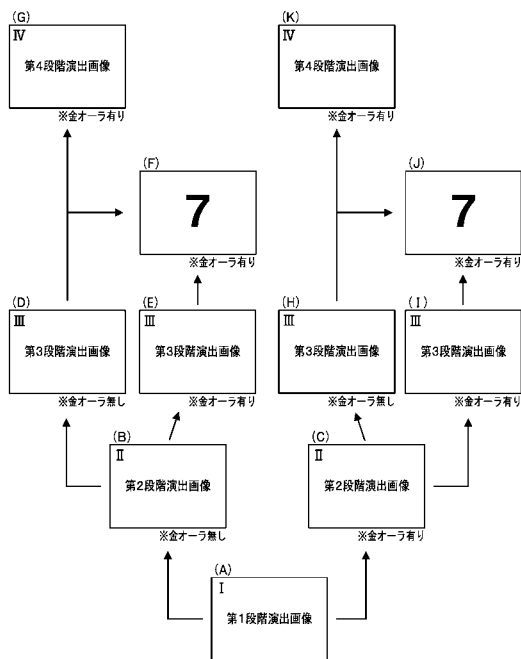 (G)
Ⅳ
第4段階演出画像
※金オーラ有り
(K)
Ⅳ
第4段階演出画像
※金オーラ有り
(F)
7
※金オーラ有り
(J)
7
※金オーラ有り
(D)
Ⅲ
第3段階演出画像
※金オーラ無し
(E)
Ⅲ
第3段階演出画像
※金オーラ有り
(H)
Ⅲ
第3段階演出画像
※金オーラ無し
(I)
Ⅲ
第3段階演出画像
※金オーラ有り
(B)
Ⅱ
第2段階演出画像
※金オーラ無し
(C)
Ⅱ
第2段階演出画像
※金オーラ有り
(A)
Ⅰ
第1段階演出画像